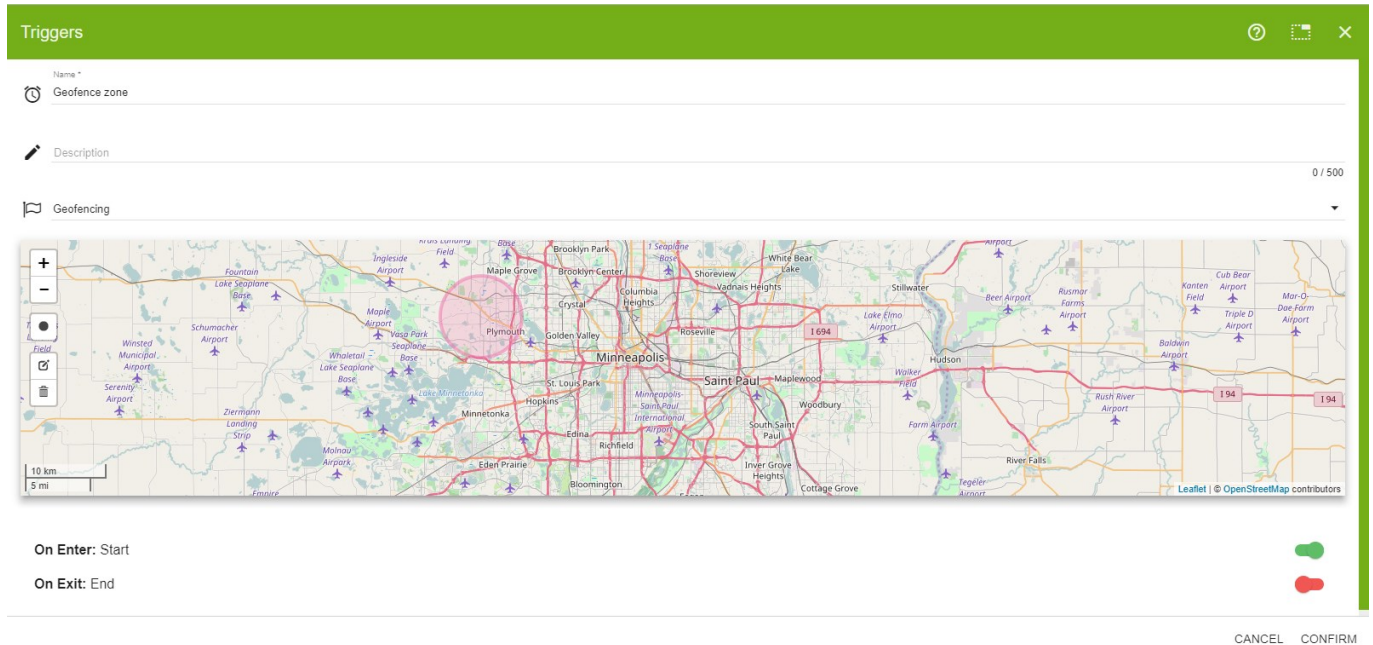 Triggers
Name *
Geofence zone
Description
0 / 500
Geofencing
+
−
Fountain
Lake Seaplane
Base
Schumacher
Airport
Winsted
Municipal
Airport
Serenity
Airport
Ziermann
Landing
Strip
Field
Ingleside
Airport
Field
Base
Maple
Airport
Vasa Park
Seaplane
Base
Whaletail
Lake Seaplane
Base
Lake Minnetonka
Molnau
Airpark
Empire
Maple Grove
Brooklyn Park
Brooklyn Center
1 Seaplane
Base
Shoreview
White Bear
Lake
Vadnais Heights
Columbia
Heights
Crystal
Plymouth
Golden Valley
Roseville
I 694
Minneapolis
St. Louis Park
Saint Paul
Maplewood
Hopkins
Minneapolis-
Saint Paul
International
Airport
Minnetonka
Woodbury
South Saint
Paul
Edina
Richfield
Eden Prairie
Bloomington
Inver Grove
Heights
Cottage Grove
Airport
Stillwater
Lake Elmo
Airport
Beer Airport
Rusmar
Farms
Airport
Hudson
Walker
Field
Farm Airport
River Falls
Tegeler
Airport
Cub Bear
Airport
Kanten
Field
Triple D
Airport
Mar-O-
Dae Farm
Airport
Baldwin
Airport
Rush River
Airport
I 94
I 94
10 km
5 mi
Leaflet | © OpenStreetMap contributors
On Enter: Start
On Exit: End
CANCEL
CONFIRM